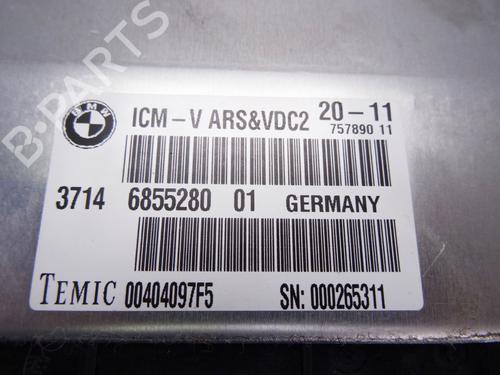 B-PARTS
BMW
ICM-V ARS&VDC2 20-11
757890 11
3714 6855280 01 GERMANY
TEMIC 00404097F5 SN: 000265311